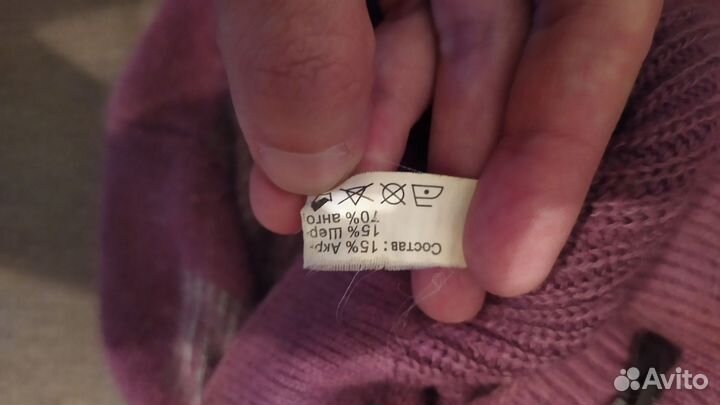 Состав: 15% Акр.
15% Шер-
70% анго
Avito